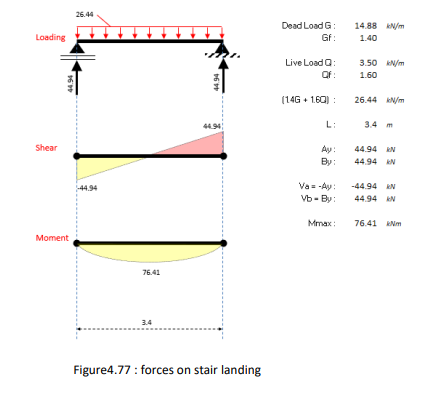 26.44
Loading
44.94
44.94
44.94
Shear
-44.94
Moment
76.41
3.4
Dead Load G : 14.88 kN/m
Gf : 1.40
Live Load Q : 3.50 kN/m
Qf : 1.60
(1.4G + 1.6Q) : 26.44 kN/m
L : 3.4 m
Ay : 44.94 kN
By : 44.94 kN
Va = -Ay : -44.94 kN
Vb = By : 44.94 kN
Mmax : 76.41 kNm
Figure4.77 : forces on stair landing